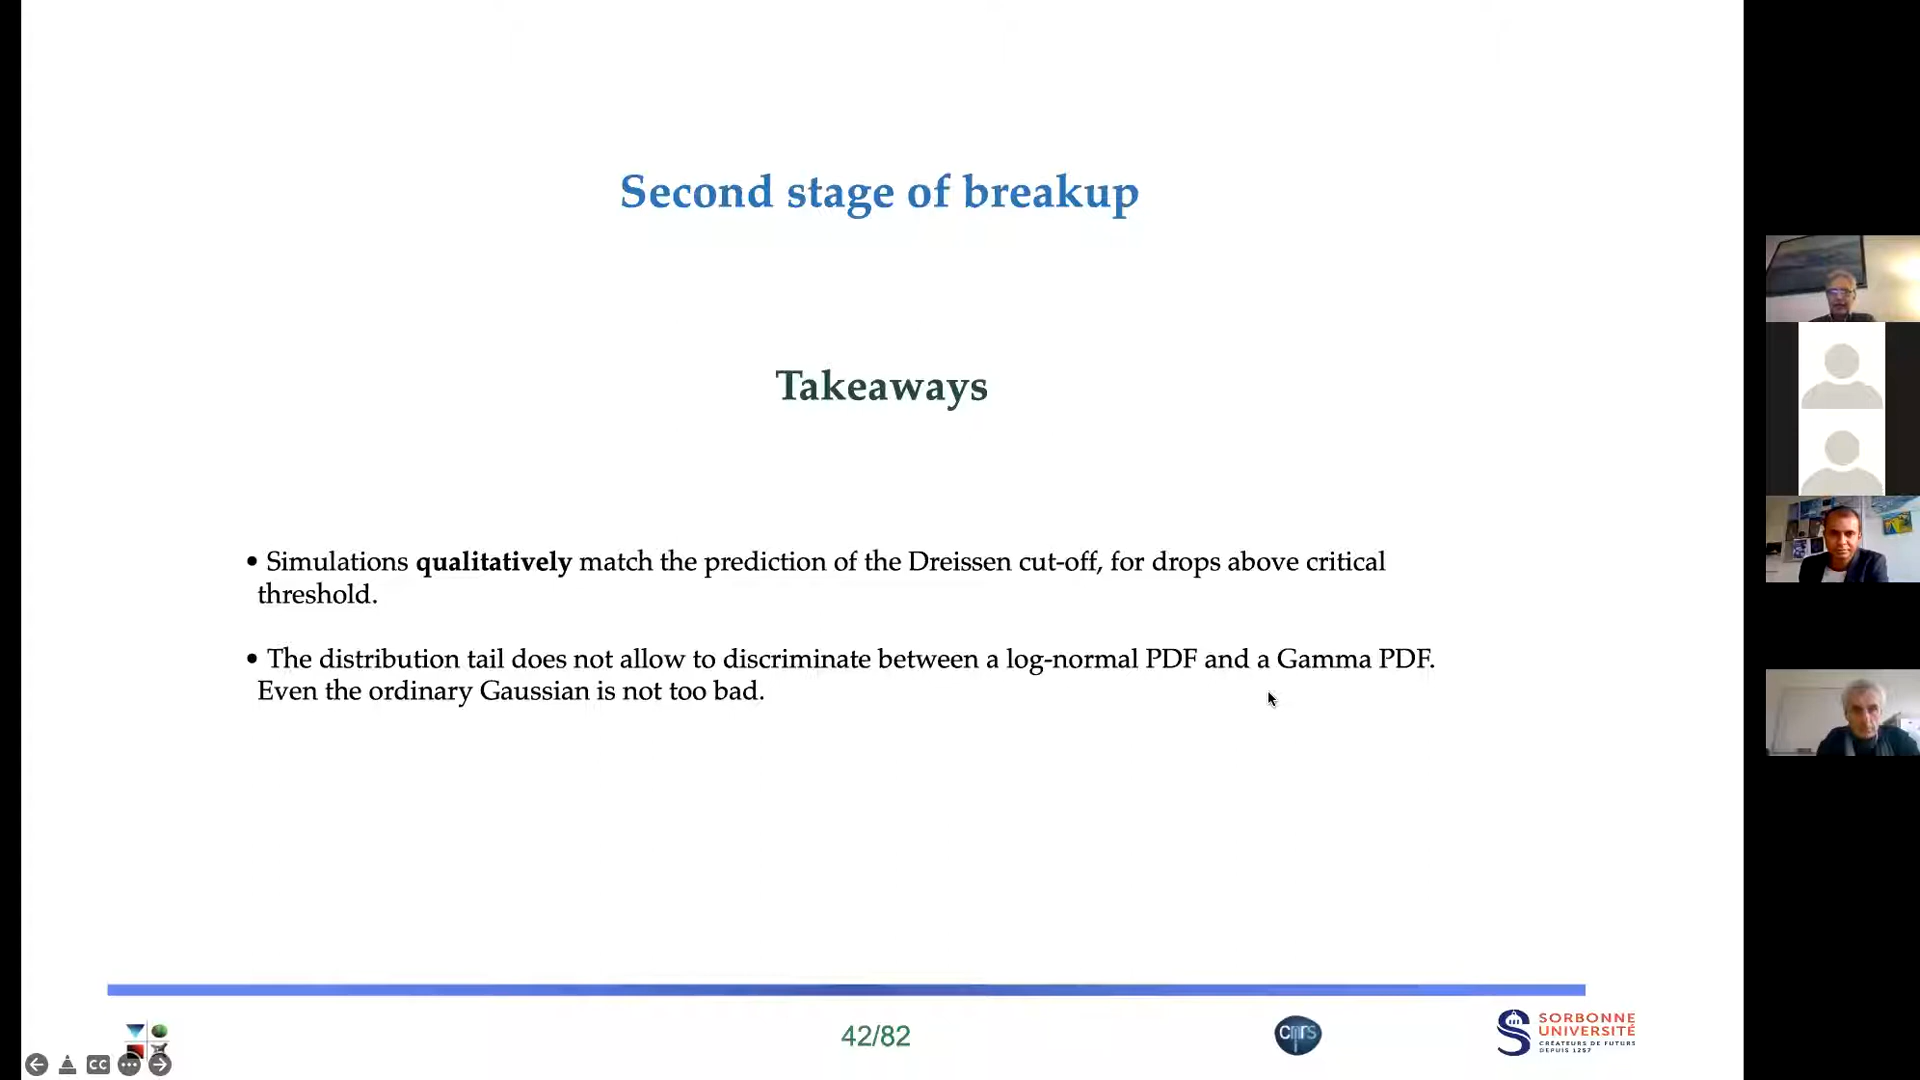 Second stage of breakup
Takeaways
• Simulations qualitatively match the prediction of the Dreissen cut-off, for drops above critical
threshold.
• The distribution tail does not allow to discriminate between a log-normal PDF and a Gamma PDF.
Even the ordinary Gaussian is not too bad.
42/82
cnrs
SORBONNE
UNIVERSITÉ
CRÉATEURS DE FUTURS
DEPUIS 1257
CC